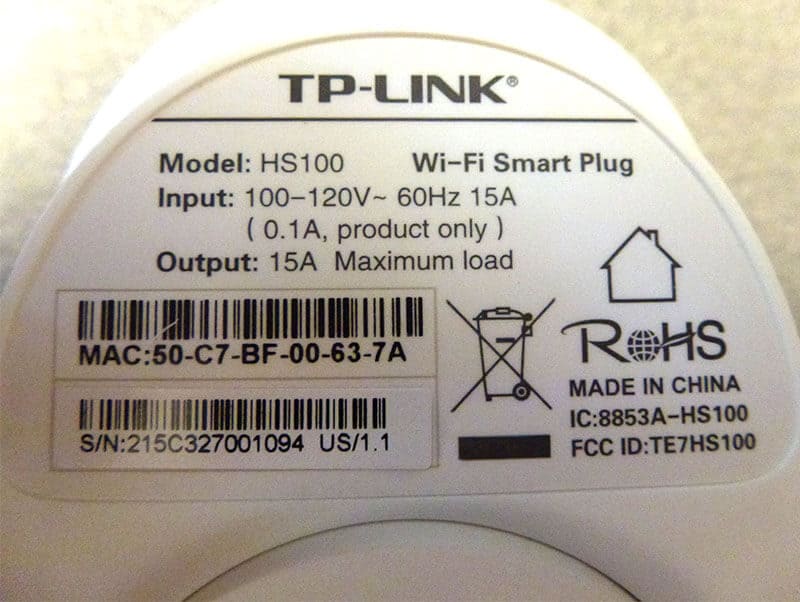 TP-LINK®
Model: HS100 Wi-Fi Smart Plug
Input: 100-120V~ 60Hz 15A
( 0.1A, product only )
Output: 15A Maximum load
MAC:50-C7-BF-00-63-7A
S/N:215C327001094 US/1.1
RoHS
MADE IN CHINA
IC:8853A-HS100
FCC ID:TE7HS100